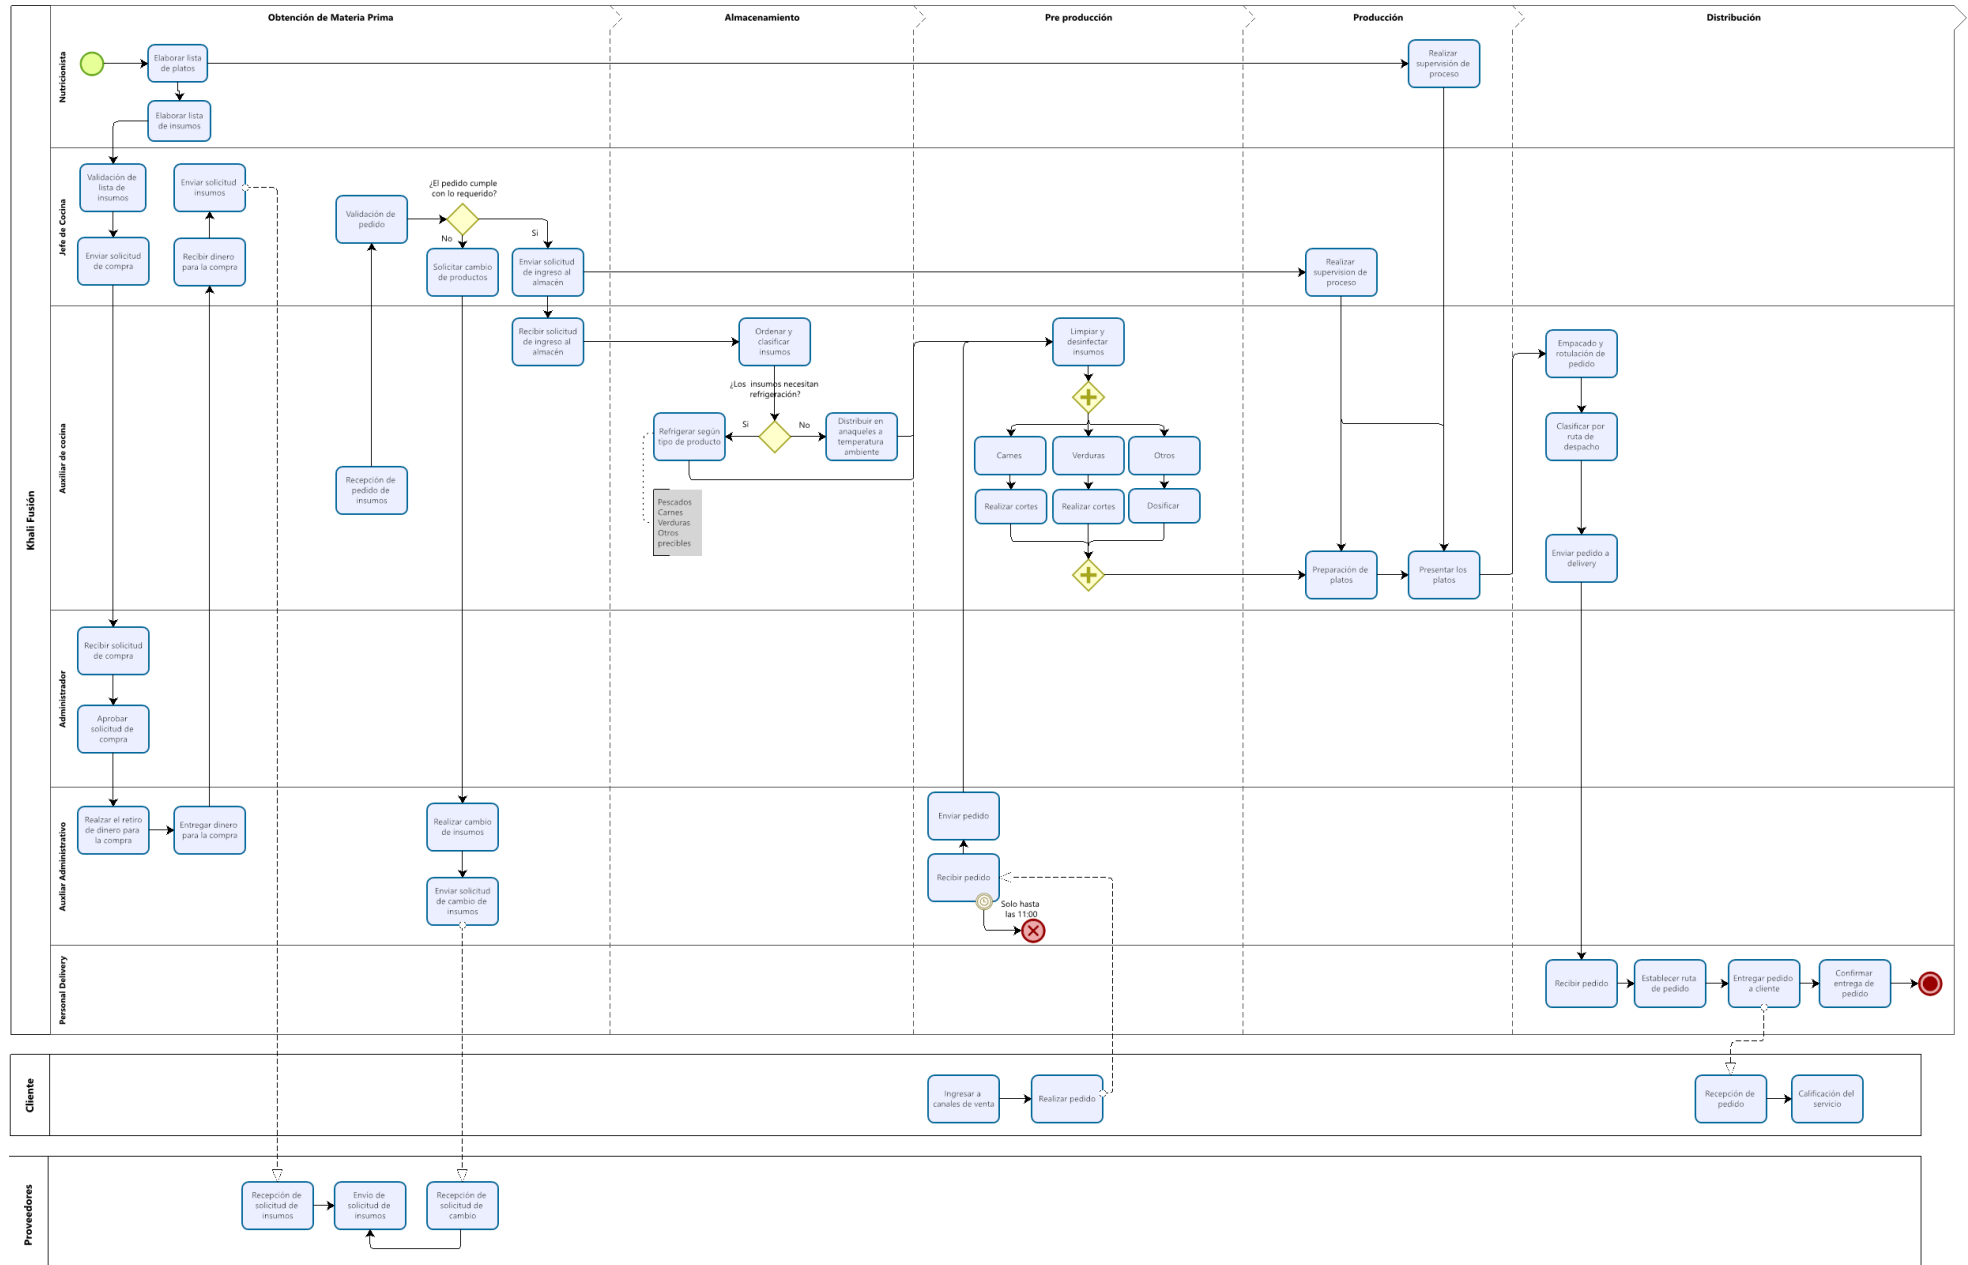 Obtención de Materia Prima
Almacenamiento
Pre producción
Producción
Distribución
Khali Fusión
Nutricionista
Elaborar lista
de platos
Elaborar lista
de insumos
Realizar
supervisión de
proceso
Jefe de Cocina
Validación de
lista de
insumos
Enviar solicitud
insumos
Enviar solicitud
de compra
Recibir dinero
para la compra
Validación de
pedido
¿El pedido cumple
con lo requerido?
No
Si
Solicitar cambio
de productos
Enviar solicitud
de ingreso al
almacén
Realizar
supervision de
proceso
Auxiliar de cocina
Recepción de
pedido de
insumos
Recibir solicitud
de ingreso al
almacén
Ordenar y
clasificar
insumos
¿Los insumos necesitan
refrigeración?
Si
No
Refrigerar según
tipo de producto
Distribuir en
anaqueles a
temperatura
ambiente
Pescados
Carnes
Verduras
Otros
precibles
Limpiar y
desinfectar
insumos
Carnes
Verduras
Otros
Realizar cortes
Realizar cortes
Dosificar
Preparación de
platos
Presentar los
platos
Empacado y
rotulación de
pedido
Clasificar por
ruta de
despacho
Enviar pedido a
delivery
Administrador
Recibir solicitud
de compra
Aprobar
solicitud de
compra
Auxliar Administrativo
Realzar el retiro
de dinero para
la compra
Entregar dinero
para la compra
Realizar cambio
de insumos
Enviar solicitud
de cambio de
insumos
Enviar pedido
Recibir pedido
Solo hasta
las 11:00
Personal Delivery
Recibir pedido
Establecer ruta
de pedido
Entregar pedido
a cliente
Confirmar
entrega de
pedido
Cliente
Ingresar a
canales de venta
Realizar pedido
Recepción de
pedido
Calificación del
servicio
Proveedores
Recepción de
solicitud de
insumos
Envio de
solicitud de
insumos
Recepción de
solicitud de
cambio